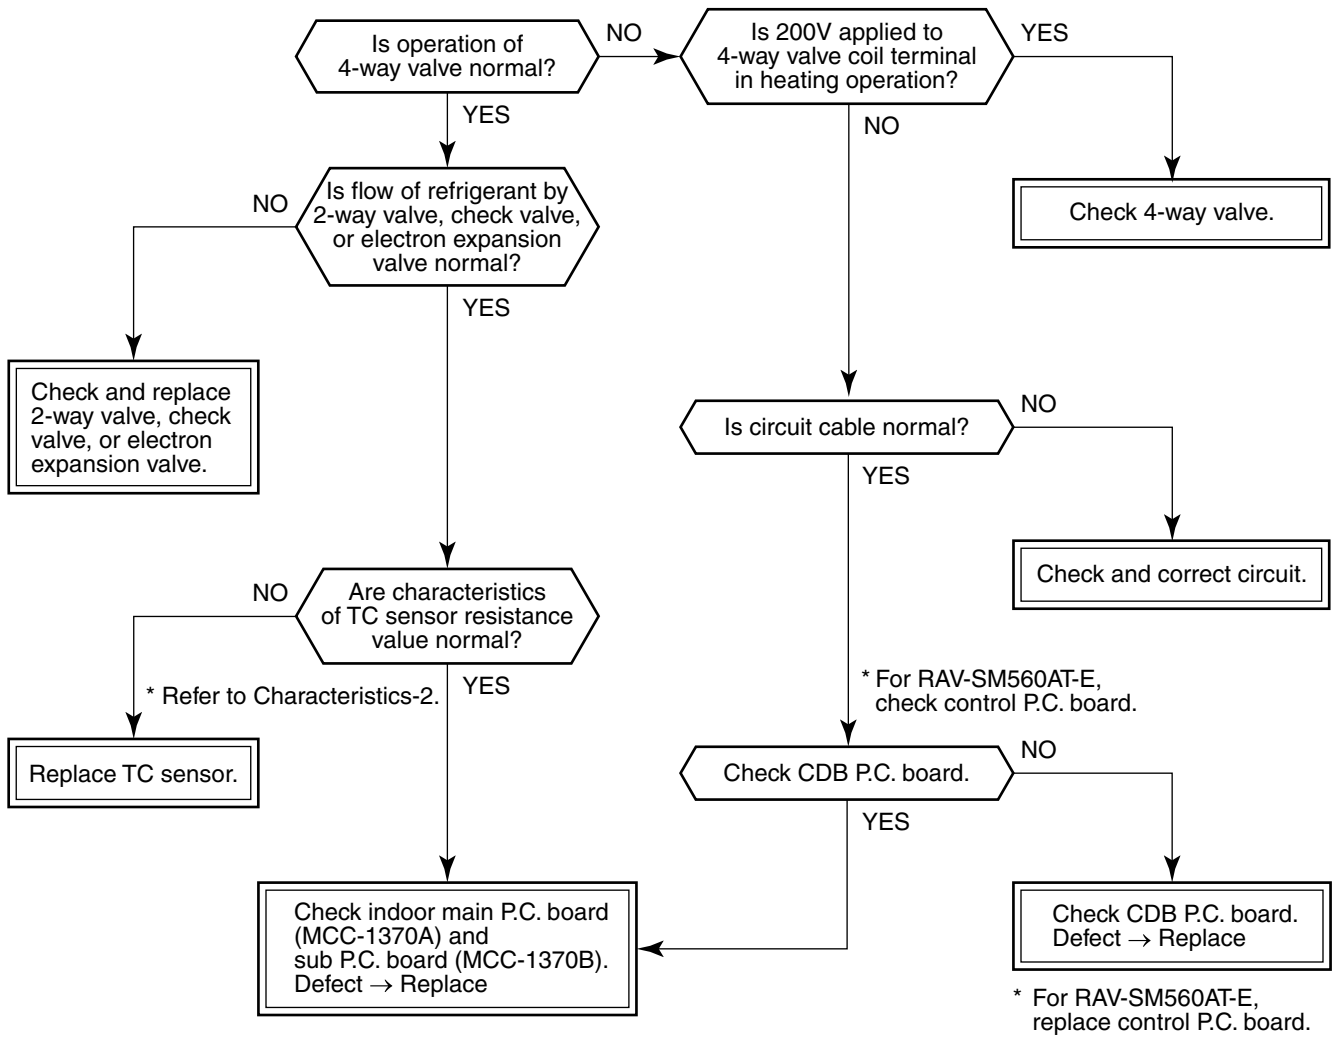 Is operation of
4-way valve normal?
NO
Is 200V applied to
4-way valve coil terminal
in heating operation?
YES
YES
NO
Check 4-way valve.
NO
Is flow of refrigerant by
2-way valve, check valve,
or electron expansion
valve normal?
YES
Check and replace
2-way valve, check
valve, or electron
expansion valve.
Is circuit cable normal?
NO
YES
Check and correct circuit.
NO
Are characteristics
of TC sensor resistance
value normal?
YES
* Refer to Characteristics-2.
Replace TC sensor.
* For RAV-SM560AT-E,
check control P.C. board.
Check CDB P.C. board.
NO
YES
Check indoor main P.C. board
(MCC-1370A) and
sub P.C. board (MCC-1370B).
Defect → Replace
Check CDB P.C. board.
Defect → Replace
* For RAV-SM560AT-E,
replace control P.C. board.